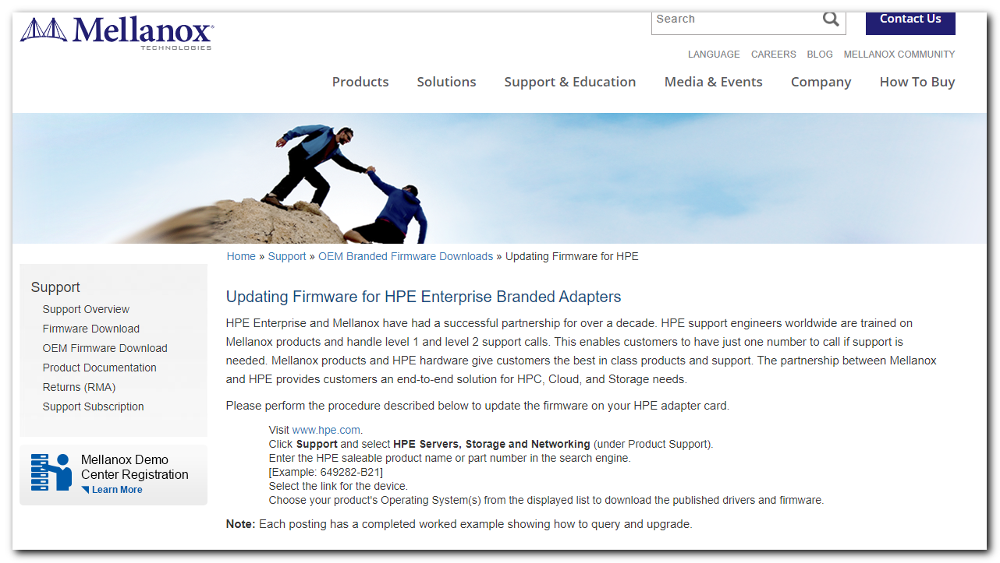 Mellanox
TECHNOLOGIES
Search
Contact Us
LANGUAGE CAREERS BLOG MELLANOX COMMUNITY
Products Solutions Support & Education Media & Events Company How To Buy
Home » Support » OEM Branded Firmware Downloads » Updating Firmware for HPE
Support
Support Overview
Firmware Download
OEM Firmware Download
Product Documentation
Returns (RMA)
Support Subscription
Mellanox Demo
Center Registration
Learn More
Updating Firmware for HPE Enterprise Branded Adapters
HPE Enterprise and Mellanox have had a successful partnership for over a decade. HPE support engineers worldwide are trained on
Mellanox products and handle level 1 and level 2 support calls. This enables customers to have just one number to call if support is
needed. Mellanox products and HPE hardware give customers the best in class products and support. The partnership between Mellanox
and HPE provides customers an end-to-end solution for HPC, Cloud, and Storage needs.
Please perform the procedure described below to update the firmware on your HPE adapter card.
Visit www.hpe.com.
Click Support and select HPE Servers, Storage and Networking (under Product Support).
Enter the HPE saleable product name or part number in the search engine.
[Example: 649282-B21]
Select the link for the device.
Choose your product's Operating System(s) from the displayed list to download the published drivers and firmware.
Note: Each posting has a completed worked example showing how to query and upgrade.